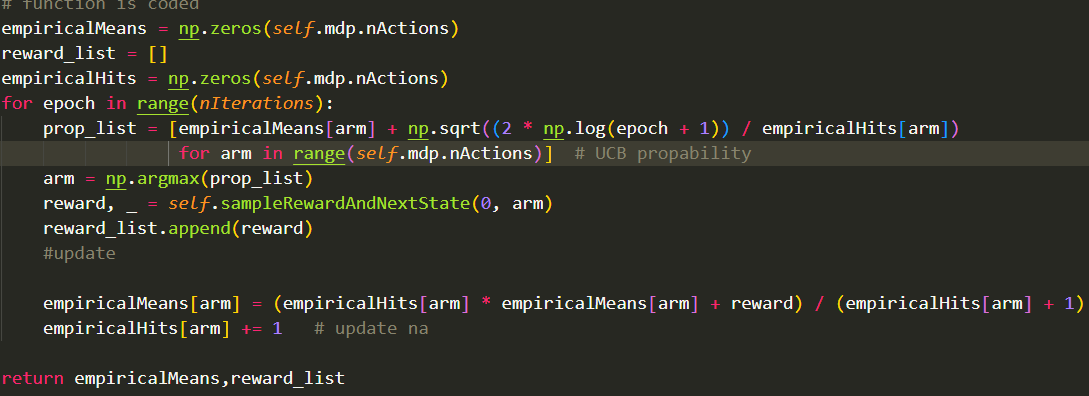 # function is coded
empiricalMeans = np.zeros(self.mdp.nActions)
reward_list = []
empiricalHits = np.zeros(self.mdp.nActions)
for epoch in range(nIterations):
    prop_list = [empiricalMeans[arm] + np.sqrt((2 * np.log(epoch + 1)) / empiricalHits[arm])
                 for arm in range(self.mdp.nActions)]  # UCB propability
    arm = np.argmax(prop_list)
    reward, _ = self.sampleRewardAndNextState(0, arm)
    reward_list.append(reward)
    #update
    empiricalMeans[arm] = (empiricalHits[arm] * empiricalMeans[arm] + reward) / (empiricalHits[arm] + 1)
    empiricalHits[arm] += 1   # update na
return empiricalMeans,reward_list